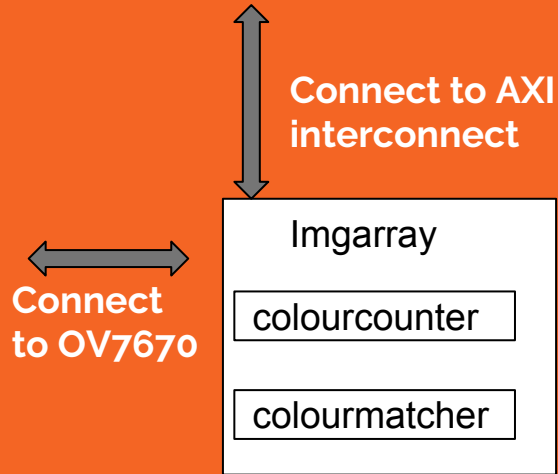 Connect to AXI
interconnect
Imgarray
Connect
to OV7670
colourcounter
colourmatcher